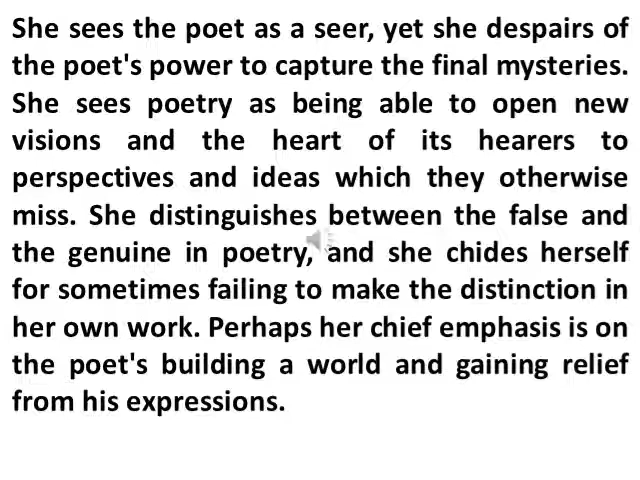 She sees the poet as a seer, yet she despairs of
the poet's power to capture the final mysteries.
She sees poetry as being able to open new
visions and the heart of its hearers to
perspectives and ideas which they otherwise
miss. She distinguishes between the false and
the genuine in poetry, and she chides herself
for sometimes failing to make the distinction in
her own work. Perhaps her chief emphasis is on
the poet's building a world and gaining relief
from his expressions.